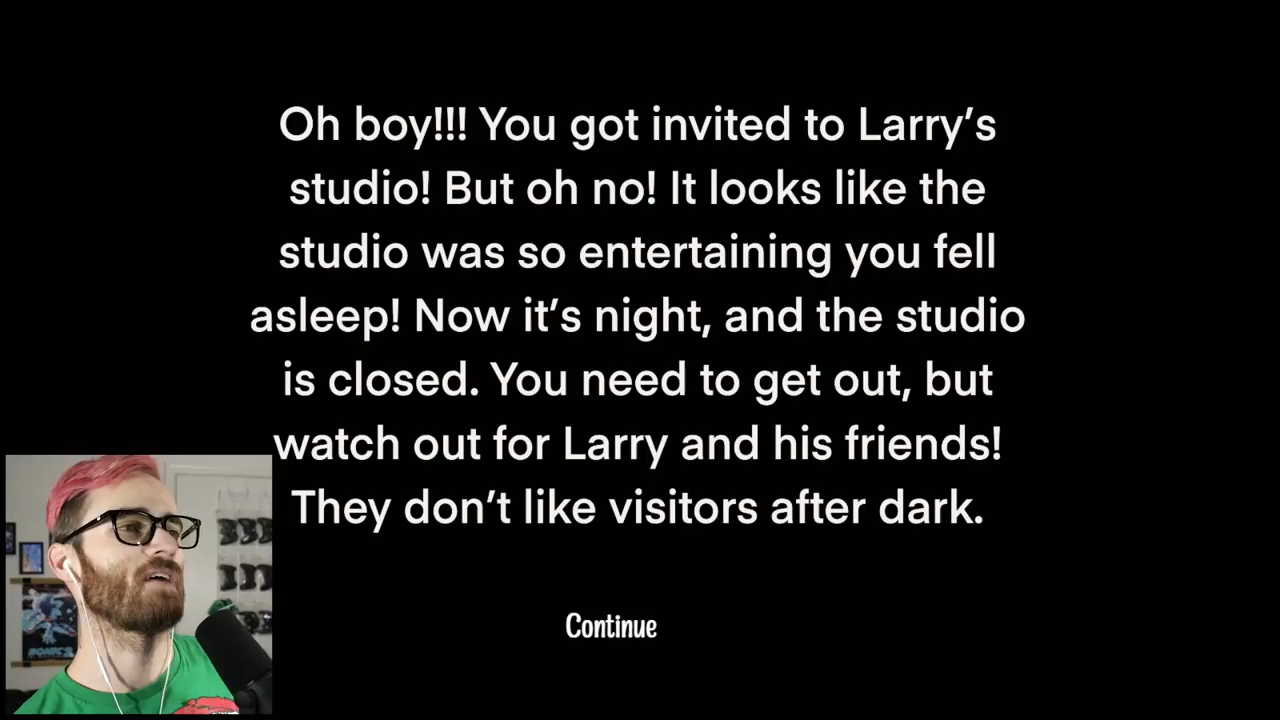 Oh boy!!! You got invited to Larry’s
studio! But oh no! It looks like the
studio was so entertaining you fell
asleep! Now it’s night, and the studio
is closed. You need to get out, but
watch out for Larry and his friends!
They don’t like visitors after dark.
Continue